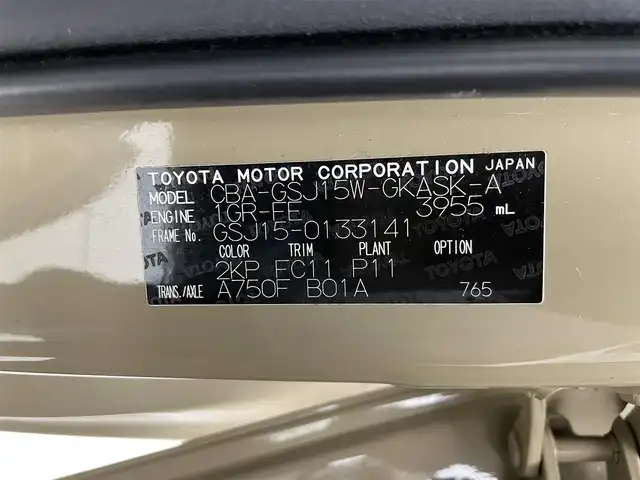 TOYOTA MOTOR CORPORATION JAPAN
MODEL CBA-GSJ15W-GKASK-A
ENGINE 1GR-FE 3955 mL
FRAME No. GSJ15-0133141
COLOR TRIM PLANT OPTION
2KP FC11 P11
TRANS./AXLE A750F B01A 765
TOYOTA